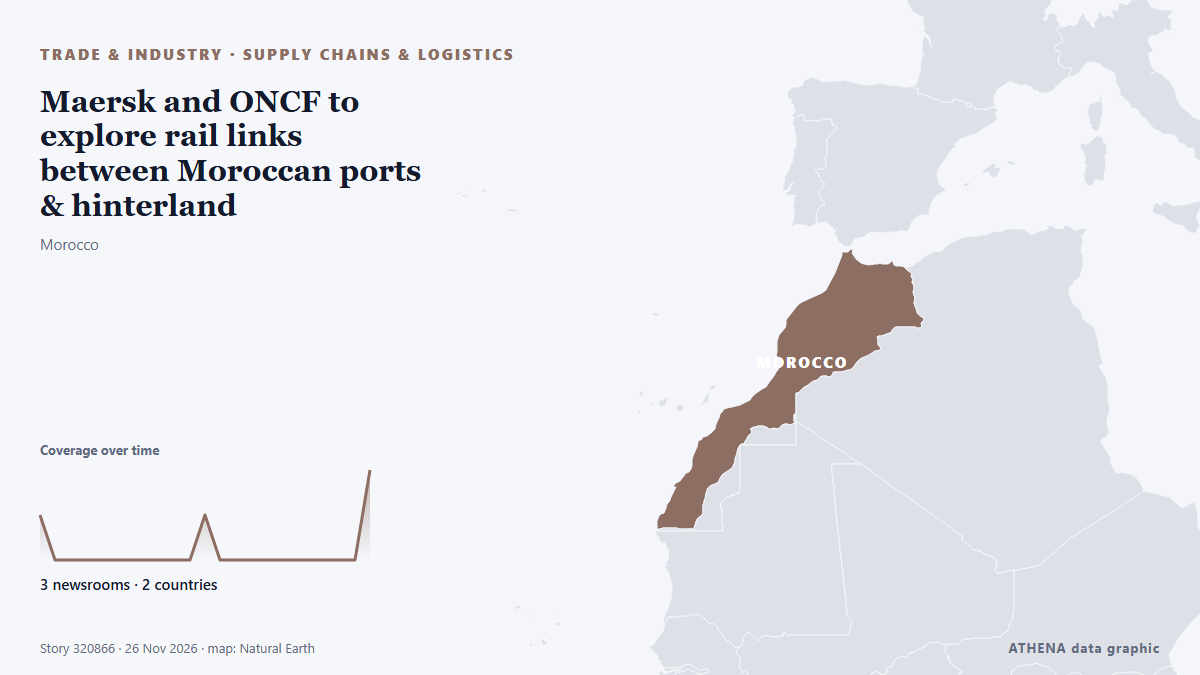 TRADE & INDUSTRY · SUPPLY CHAINS & LOGISTICS
Maersk and ONCF to
explore rail links
between Moroccan ports
& hinterland
Morocco
MOROCCO
Coverage over time
3 newsrooms · 2 countries
Story 320866 · 26 Nov 2026 · map: Natural Earth
ATHENA data graphic